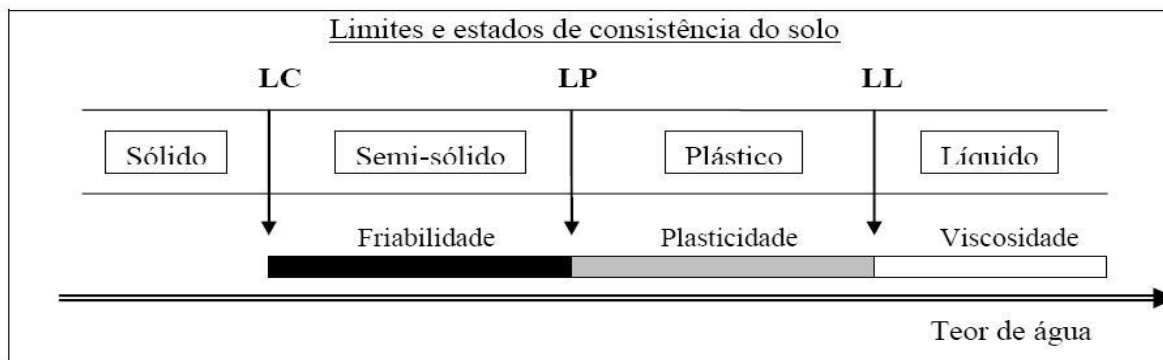 Limites e estados de consistência do solo
LC LP LL
Sólido Semi-sólido Plástico Líquido
Friabilidade Plasticidade Viscosidade
Teor de água